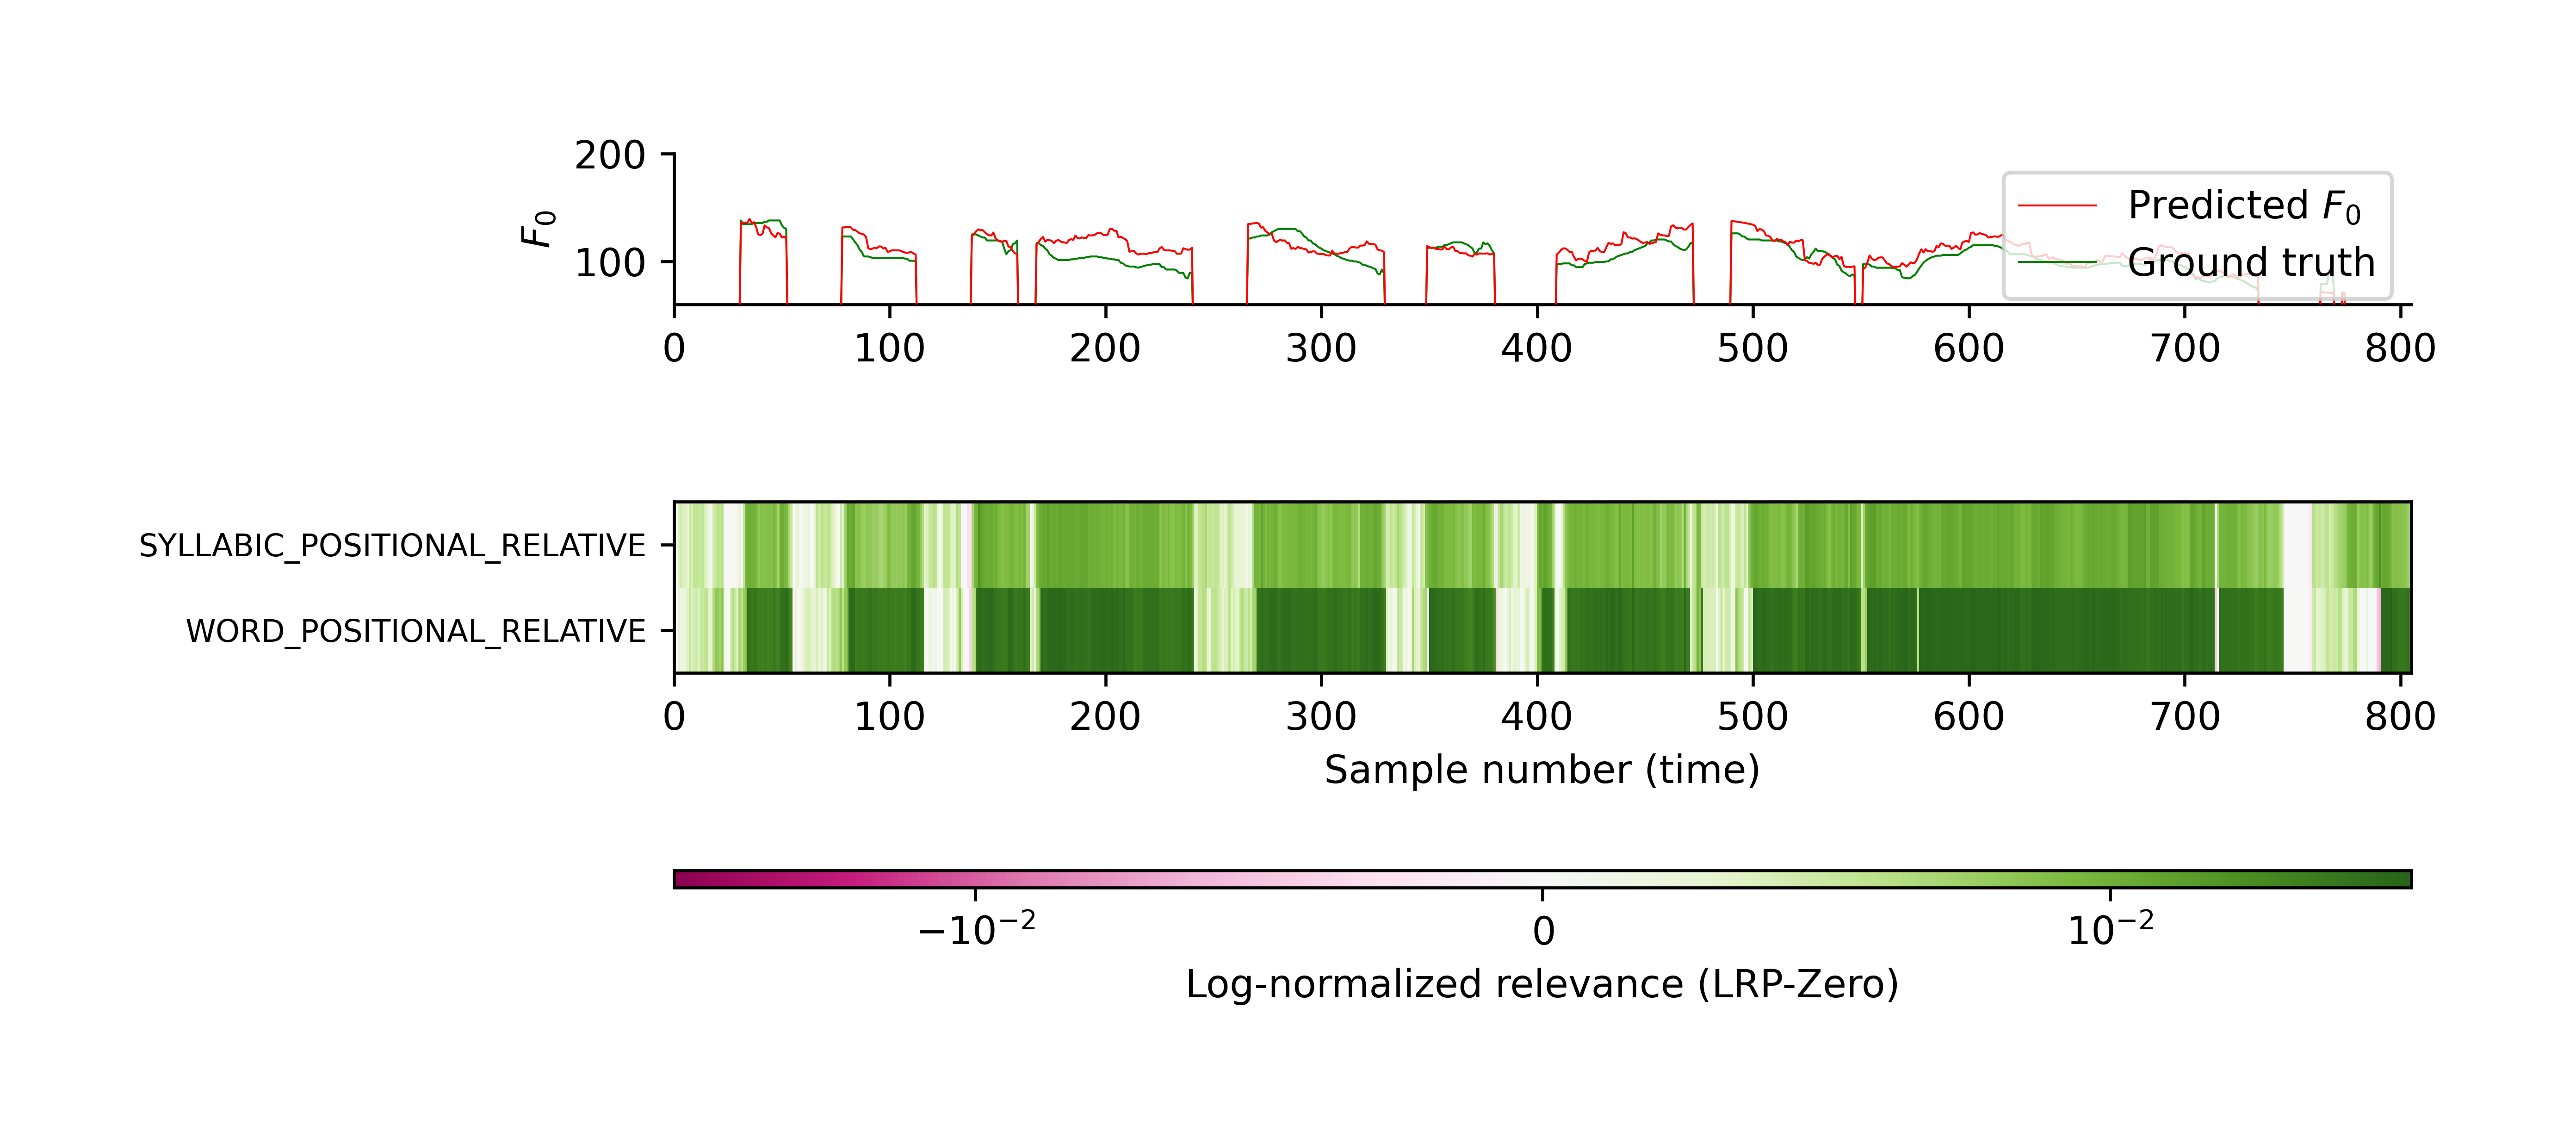 200
100
F₀
Predicted F₀
Ground truth
0 100 200 300 400 500 600 700 800
SYLLABIC_POSITIONAL_RELATIVE
WORD_POSITIONAL_RELATIVE
0 100 200 300 400 500 600 700 800
Sample number (time)
−10⁻² 0 10⁻²
Log-normalized relevance (LRP-Zero)